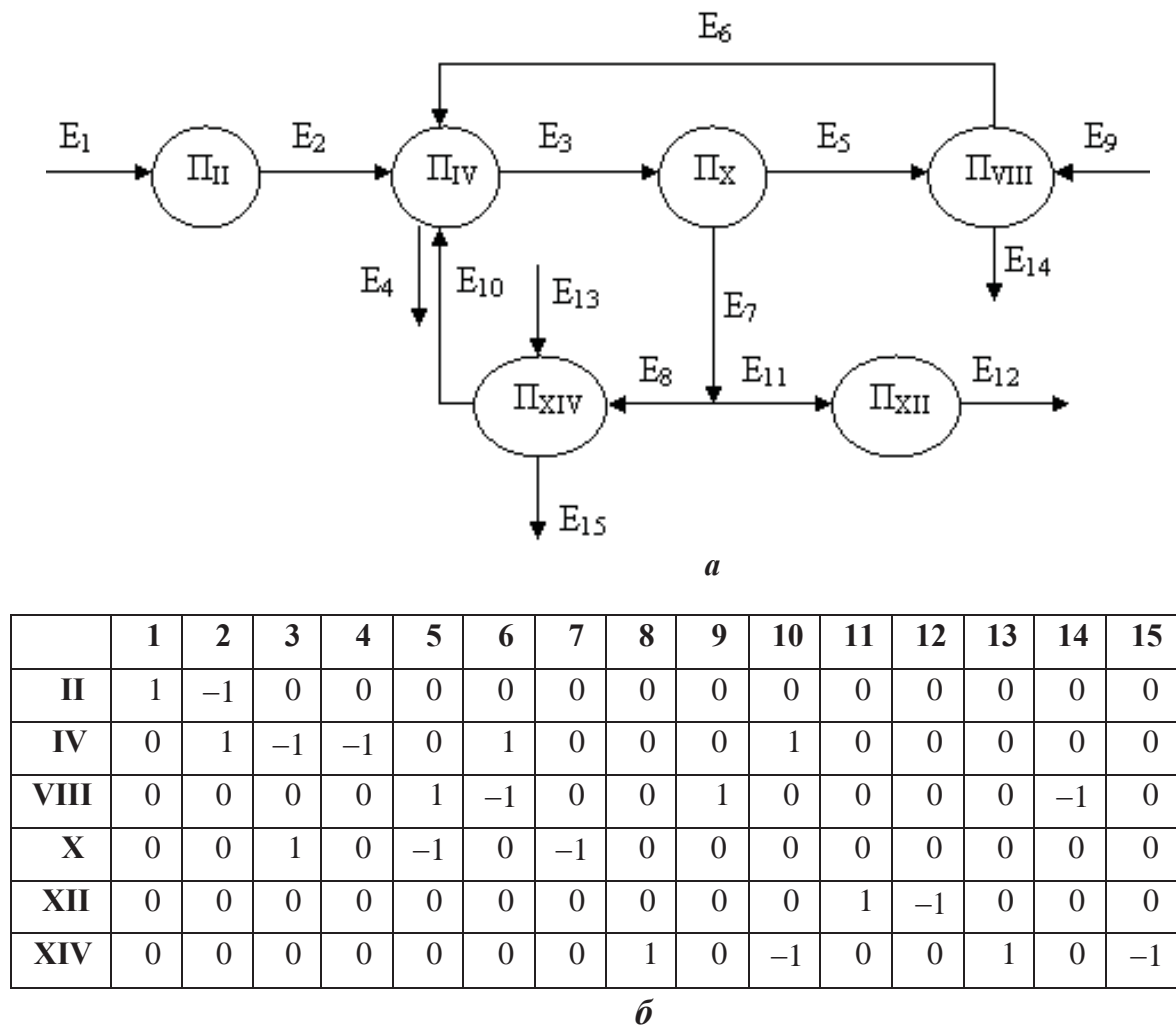 E6
E1 E2 E3 E5 E9
ПII ПIV ПX ПVIII
E4 E10 E13 E7 E14
E8 E11 E12
ПXIV ПXII
E15
а
1 2 3 4 5 6 7 8 9 10 11 12 13 14 15
II 1 –1 0 0 0 0 0 0 0 0 0 0 0 0 0
IV 0 1 –1 –1 0 1 0 0 0 1 0 0 0 0 0
VIII 0 0 0 0 1 –1 0 0 1 0 0 0 0 –1 0
X 0 0 1 0 –1 0 –1 0 0 0 0 0 0 0 0
XII 0 0 0 0 0 0 0 0 0 0 1 –1 0 0 0
XIV 0 0 0 0 0 0 0 1 0 –1 0 0 1 0 –1
б